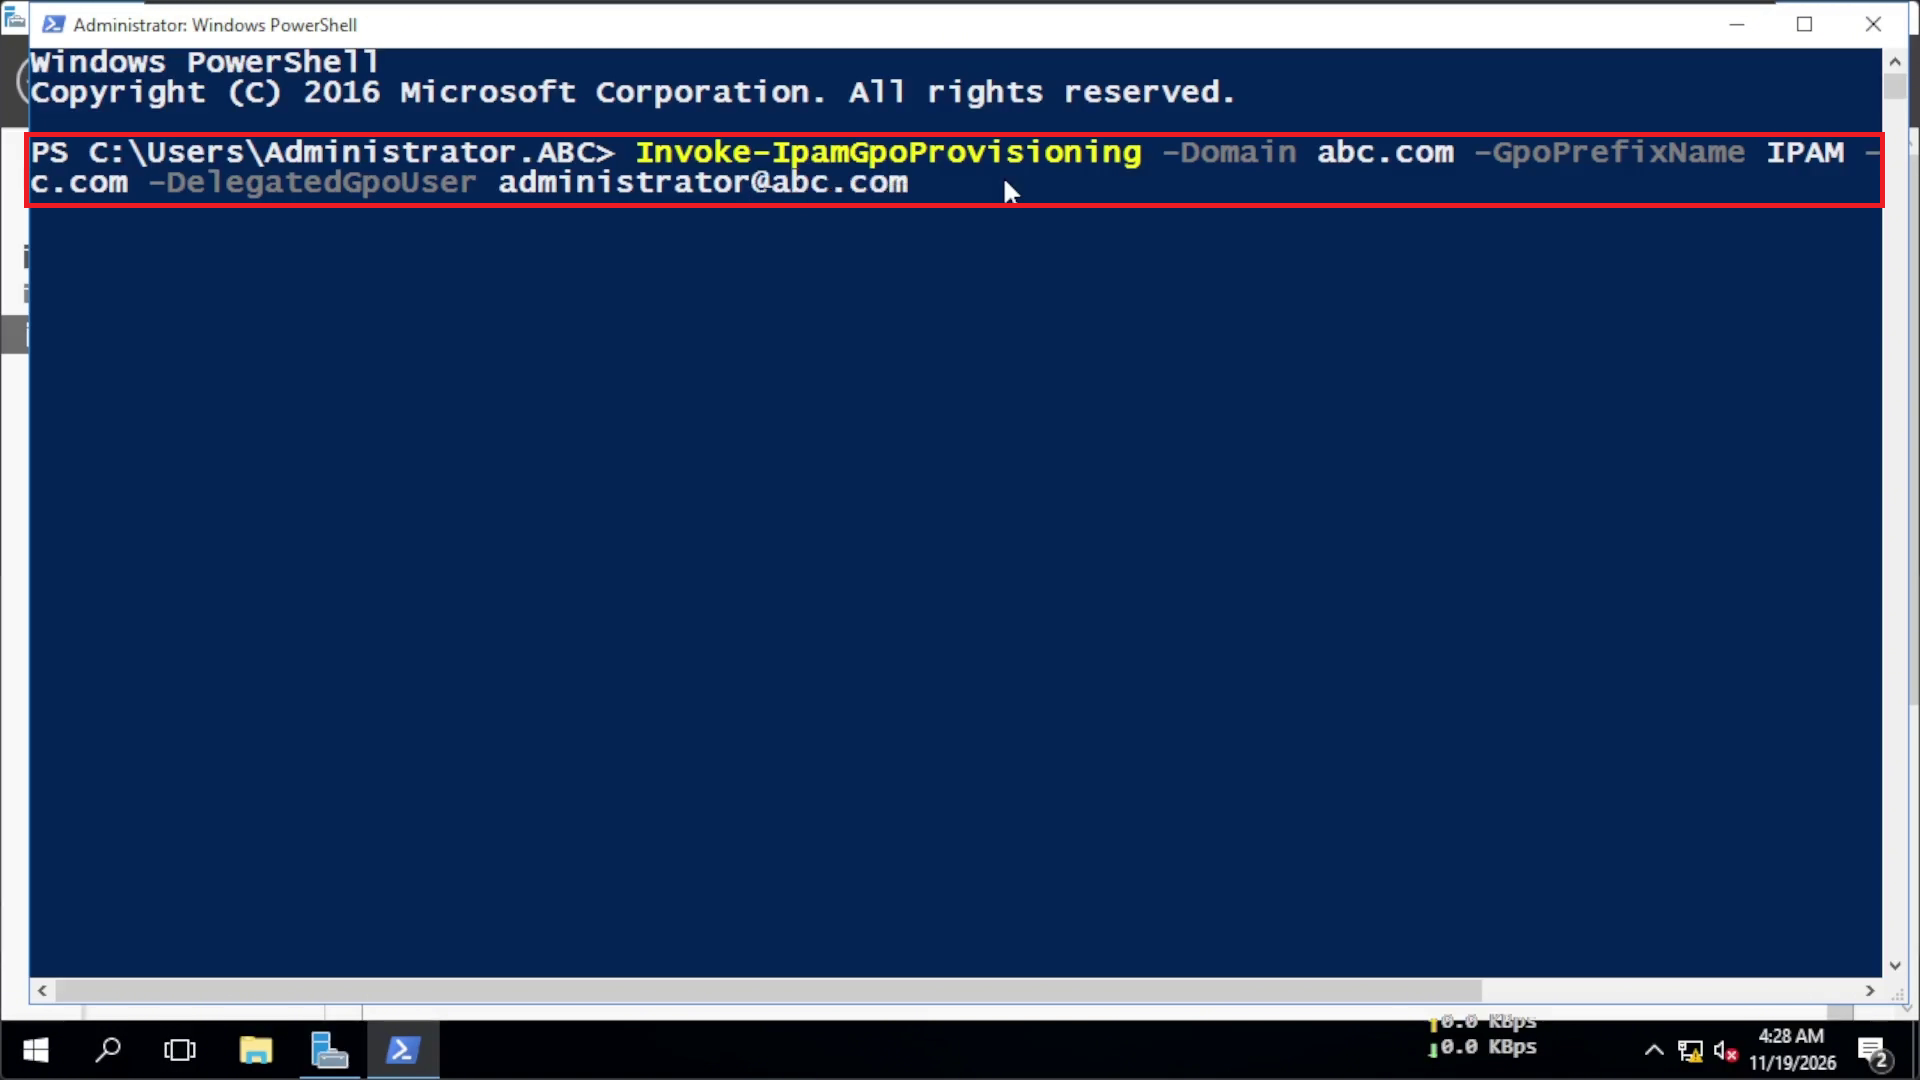 Administrator: Windows PowerShell
Windows PowerShell
Copyright (C) 2016 Microsoft Corporation. All rights reserved.
PS C:\Users\Administrator.ABC> Invoke-IpamGpoProvisioning -Domain abc.com -GpoPrefixName IPAM -
c.com -DelegatedGpoUser administrator@abc.com
0.0 KBps
0.0 KBps
4:28 AM
11/19/2026
2